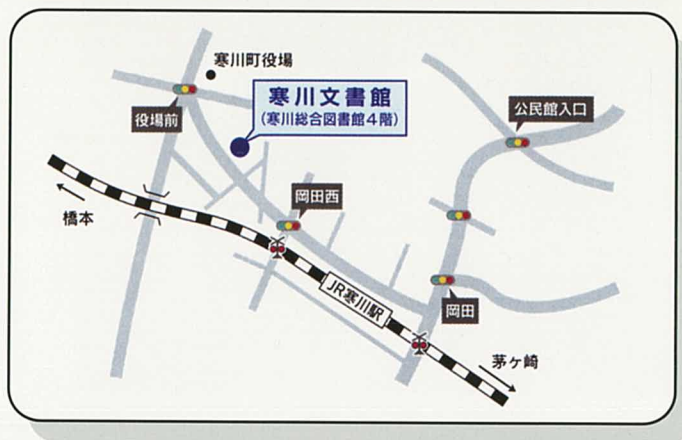 寒川町役場
寒川文書館
(寒川総合図書館4階)
役場前
公民館入口
岡田西
橋本
JR寒川駅
岡田
茅ヶ崎